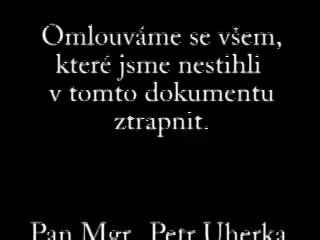 Omlouváme se všem,
které jsme nestihli
v tomto dokumentu
ztrapnit.
Pan Mgr. Petr Uherka